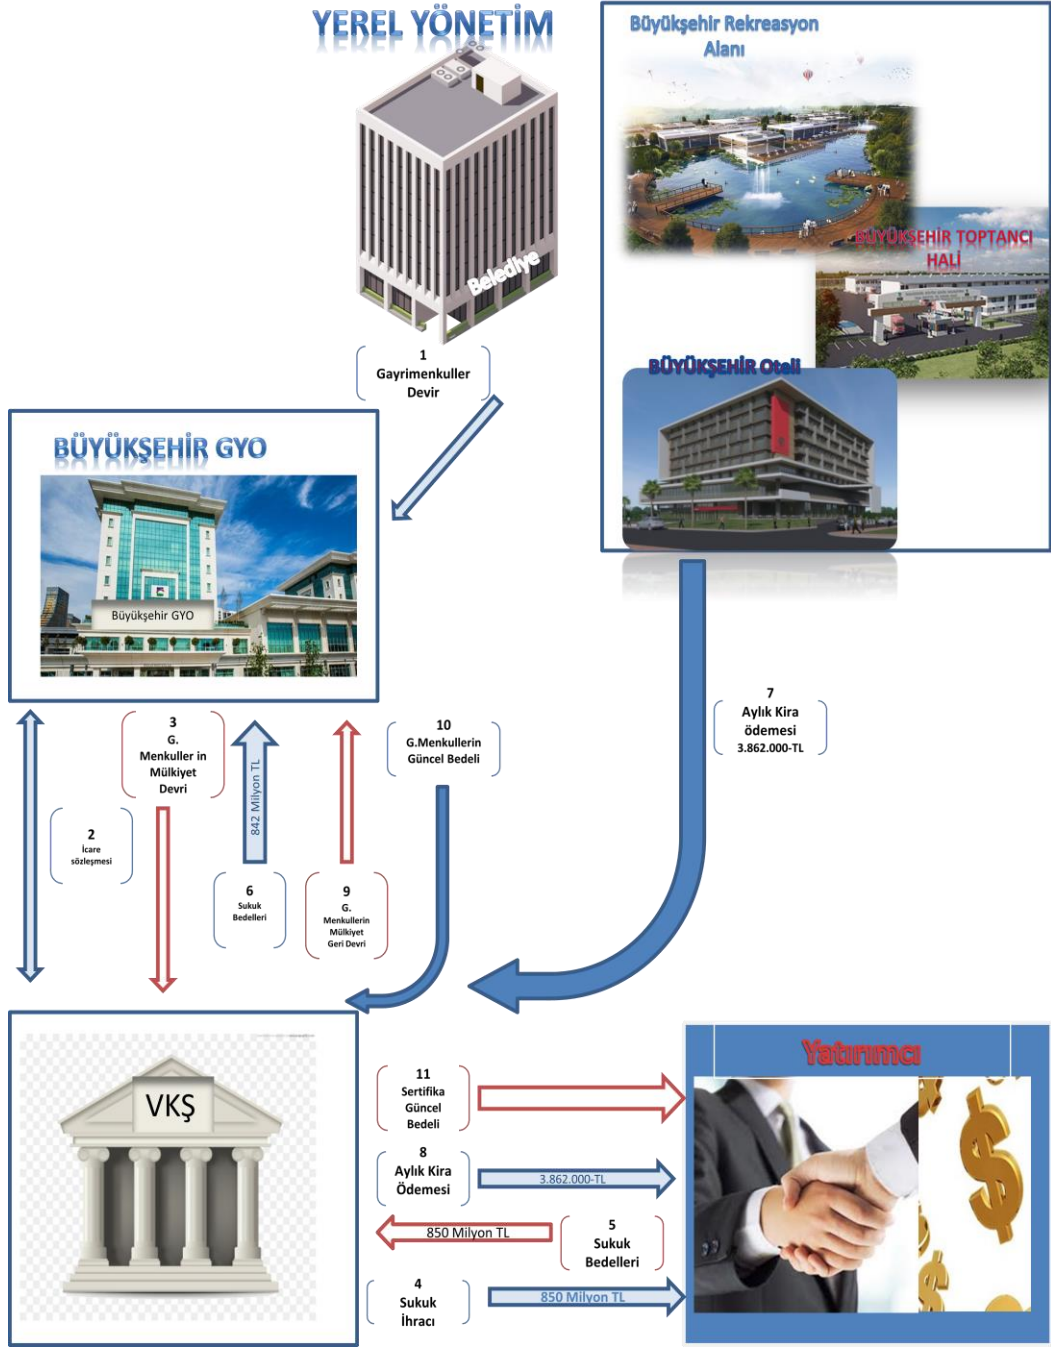 YEREL YÖNETİM
Büyükşehir Rekreasyon
Alanı
BÜYÜKŞEHİR TOPTANCI
HALİ
BÜYÜKŞEHİR Oteli
Belediye
1
Gayrimenkuller
Devir
BÜYÜKŞEHİR GYO
Büyükşehir GYO
7
Aylık Kira
ödemesi
3.862.000-TL
3
G.
Menkuller in
Mülkiyet
Devri
842 Milyon TL
10
G.Menkullerin
Güncel Bedeli
2
İcare
sözleşmesi
6
Sukuk
Bedelleri
9
G.
Menkullerin
Mülkiyet
Geri Devri
VKŞ
Yatırımcı
11
Sertifika
Güncel
Bedeli
8
Aylık Kira
Ödemesi
3.862.000-TL
850 Milyon TL
5
Sukuk
Bedelleri
4
Sukuk
İhracı
850 Milyon TL